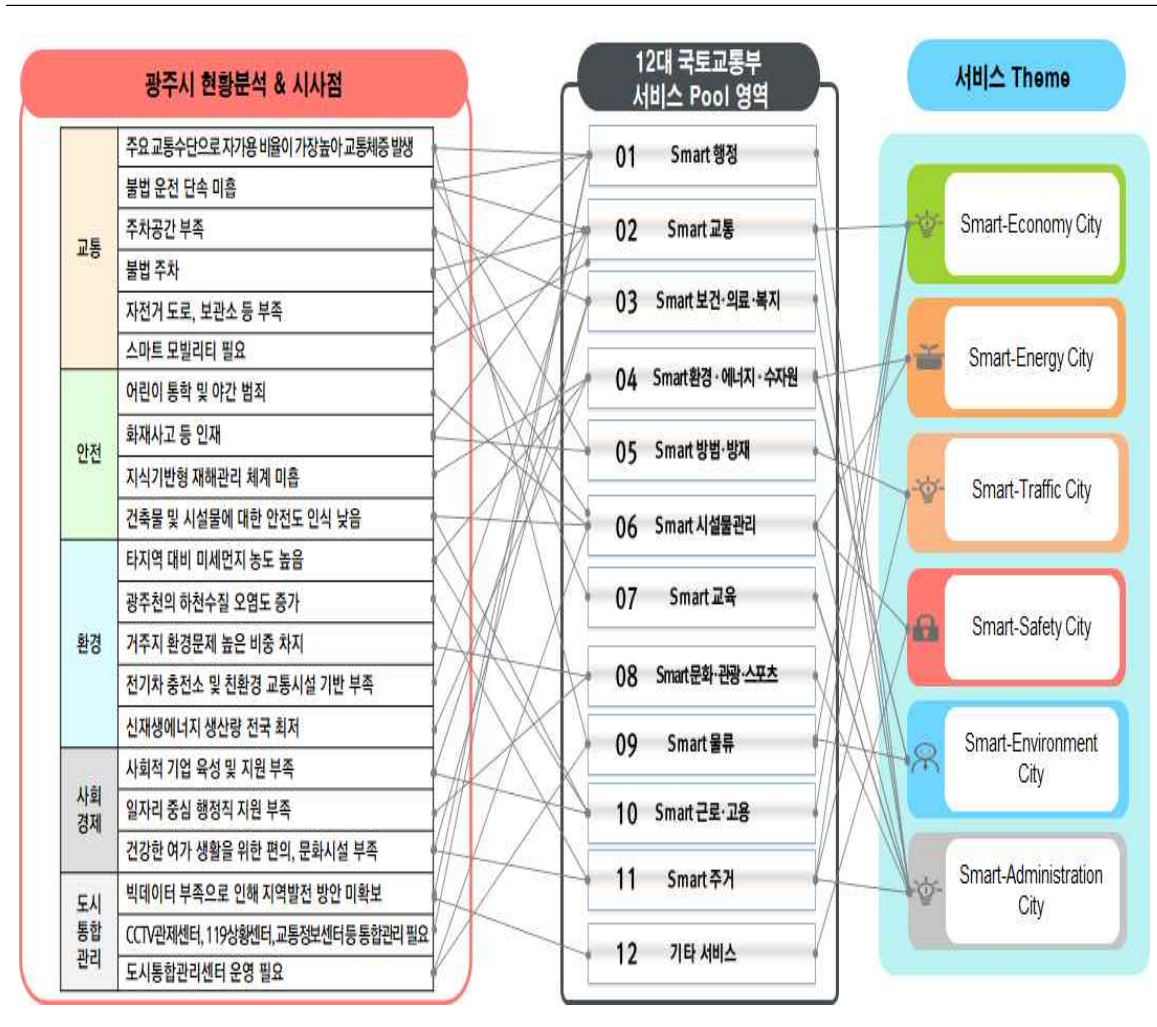 광주시 현황분석 & 시사점
교통
주요 교통수단으로 자가용 비율이 가장높아 교통체증 발생
불법 운전 단속 미흡
주차공간 부족
불법 주차
자전거 도로, 보관소 등 부족
스마트 모빌리티 필요
안전
어린이 통학 및 야간 범죄
화재사고 등 인재
지식기반형 재해관리 체계 미흡
건축물 및 시설물에 대한 안전도 인식 낮음
환경
타지역 대비 미세먼지 농도 높음
광주천의 하천수질 오염도 증가
거주지 환경문제 높은 비중 차지
전기차 충전소 및 친환경 교통시설 기반 부족
신재생에너지 생산량 전국 최저
사회
경제
사회적 기업 육성 및 지원 부족
일자리 중심 행정직 지원 부족
건강한 여가 생활을 위한 편의, 문화시설 부족
도시
통합
관리
빅데이터 부족으로 인해 지역발전 방안 미확보
CCTV관제센터, 119상황센터, 교통정보센터등 통합관리 필요
도시통합관리센터 운영 필요
12대 국토교통부
서비스 Pool 영역
01 Smart 행정
02 Smart 교통
03 Smart 보건·의료·복지
04 Smart환경·에너지·수자원
05 Smart 방범·방재
06 Smart 시설물관리
07 Smart 교육
08 Smart문화·관광·스포츠
09 Smart 물류
10 Smart 근로·고용
11 Smart 주거
12 기타 서비스
서비스 Theme
Smart-Economy City
Smart-Energy City
Smart-Traffic City
Smart-Safety City
Smart-Environment
City
Smart-Administration
City